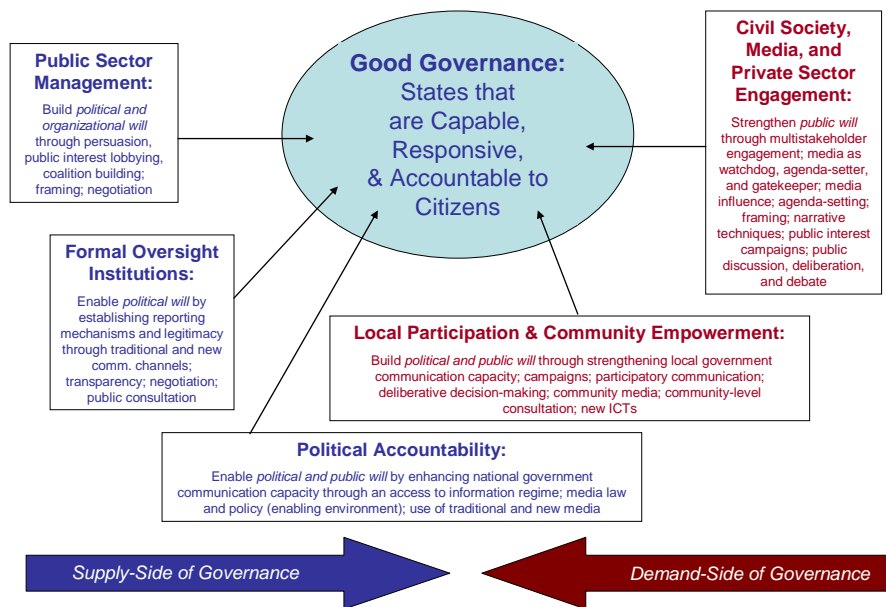 Public Sector
Management:
Build political and
organizational will
through persuasion,
public interest lobbying,
coalition building;
framing; negotiation
Good Governance:
States that
are Capable,
Responsive,
& Accountable to
Citizens
Civil Society,
Media, and
Private Sector
Engagement:
Strengthen public will
through multistakeholder
engagement; media as
watchdog, agenda-setter,
and gatekeeper; media
influence; agenda-setting;
framing; narrative
techniques; public interest
campaigns; public
discussion, deliberation,
and debate
Formal Oversight
Institutions:
Enable political will by
establishing reporting
mechanisms and legitimacy
through traditional and new
comm. channels;
transparency; negotiation;
public consultation
Local Participation & Community Empowerment:
Build political and public will through strengthening local government
communication capacity; campaigns; participatory communication;
deliberative decision-making; community media; community-level
consultation; new ICTs
Political Accountability:
Enable political and public will by enhancing national government
communication capacity through an access to information regime; media law
and policy (enabling environment); use of traditional and new media
Supply-Side of Governance
Demand-Side of Governance